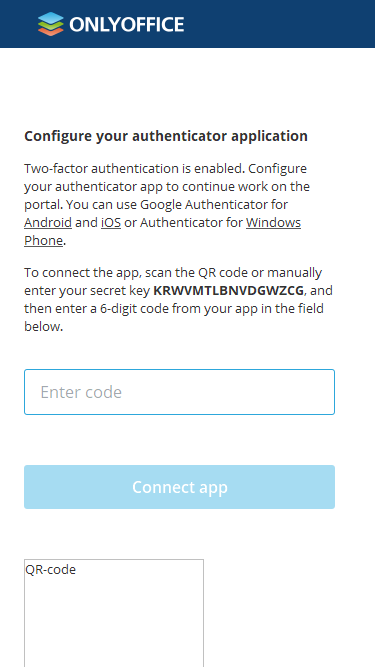 ONLYOFFICE
Configure your authenticator application
Two-factor authentication is enabled. Configure
your authenticator app to continue work on the
portal. You can use Google Authenticator for
Android and iOS or Authenticator for Windows
Phone.
To connect the app, scan the QR code or manually
enter your secret key KRWVMTLBNVDGWZCG, and
then enter a 6-digit code from your app in the field
below.
Enter code
Connect app
QR-code